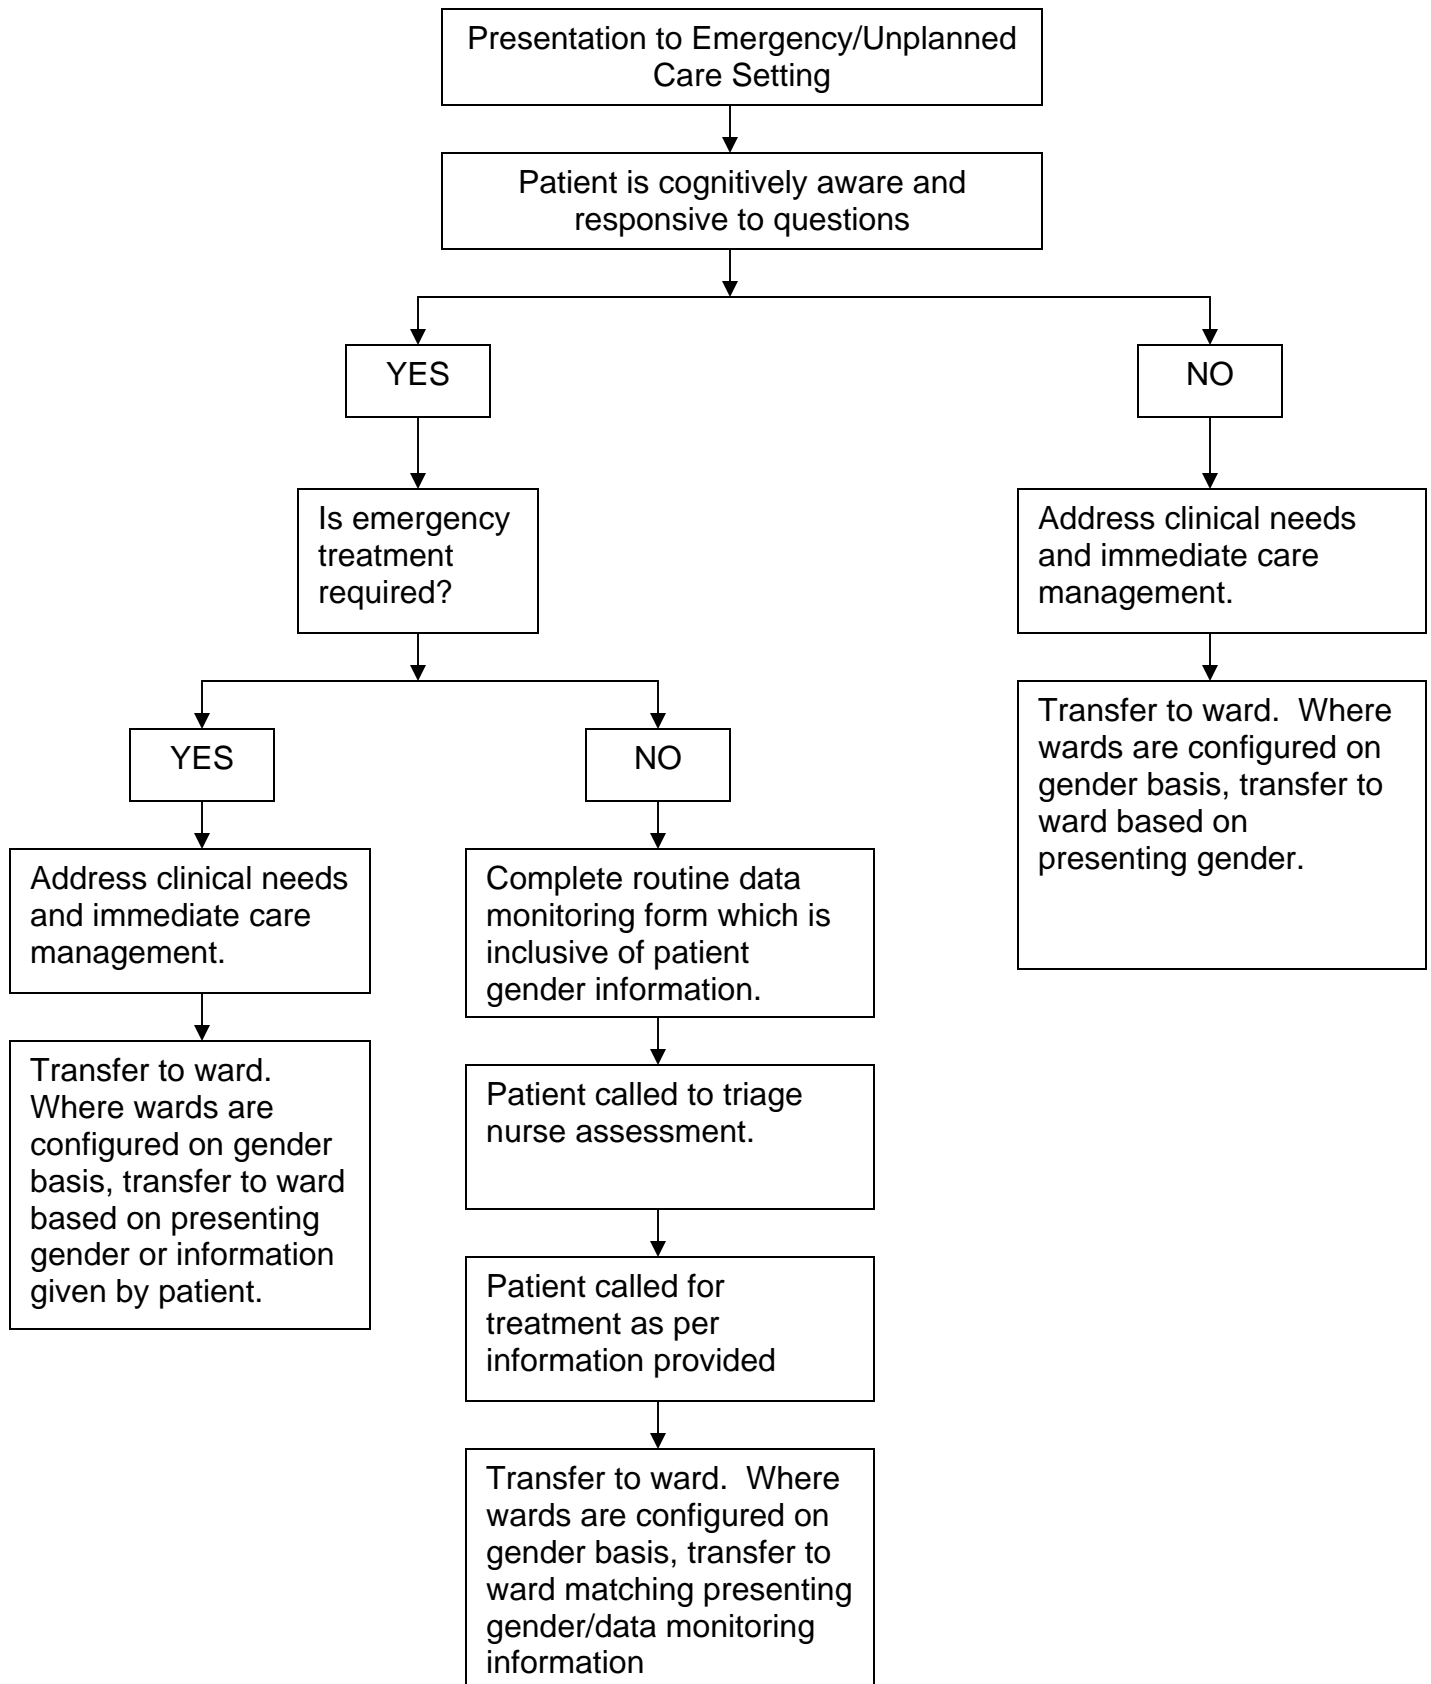 Presentation to Emergency/Unplanned
Care Setting
Patient is cognitively aware and
responsive to questions
YES
NO
Is emergency
treatment
required?
Address clinical needs
and immediate care
management.
Transfer to ward.  Where
wards are configured on
gender basis, transfer to
ward based on
presenting gender.
YES
NO
Address clinical needs
and immediate care
management.
Transfer to ward.
Where wards are
configured on gender
basis, transfer to ward
based on presenting
gender or information
given by patient.
Complete routine data
monitoring form which is
inclusive of patient
gender information.
Patient called to triage
nurse assessment.
Patient called for
treatment as per
information provided
Transfer to ward.  Where
wards are configured on
gender basis, transfer to
ward matching presenting
gender/data monitoring
information